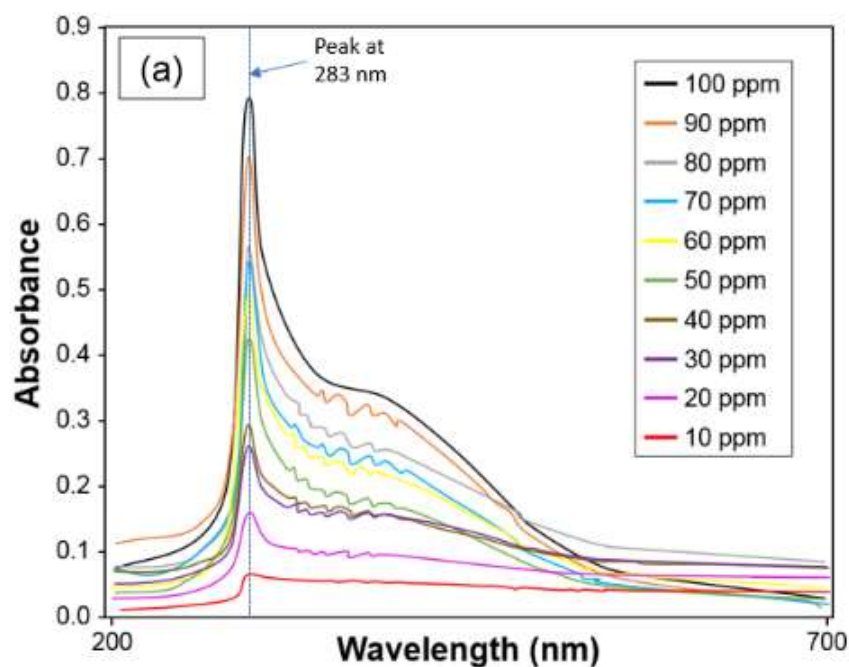 (a)
Peak at
283 nm
0.9
0.8
0.7
0.6
0.5
0.4
0.3
0.2
0.1
0.0
Absorbance
100 ppm
90 ppm
80 ppm
70 ppm
60 ppm
50 ppm
40 ppm
30 ppm
20 ppm
10 ppm
200
Wavelength (nm)
700